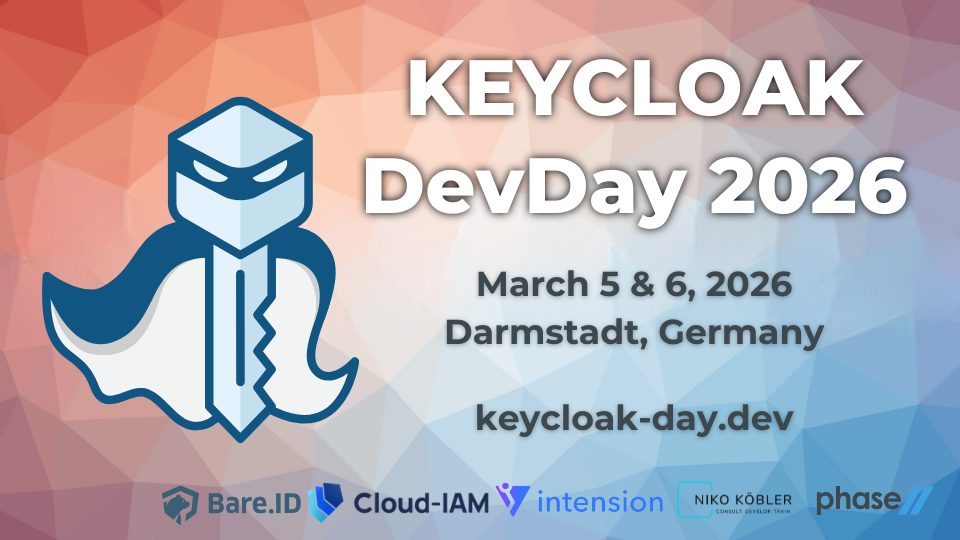 KEYCLOAK
DevDay 2026
March 5 & 6, 2026
Darmstadt, Germany
keycloak-day.dev
Bare.ID
Cloud-IAM
intension
NIKO KÖBLER
CONSULT DEVELOP TRAIN
phase